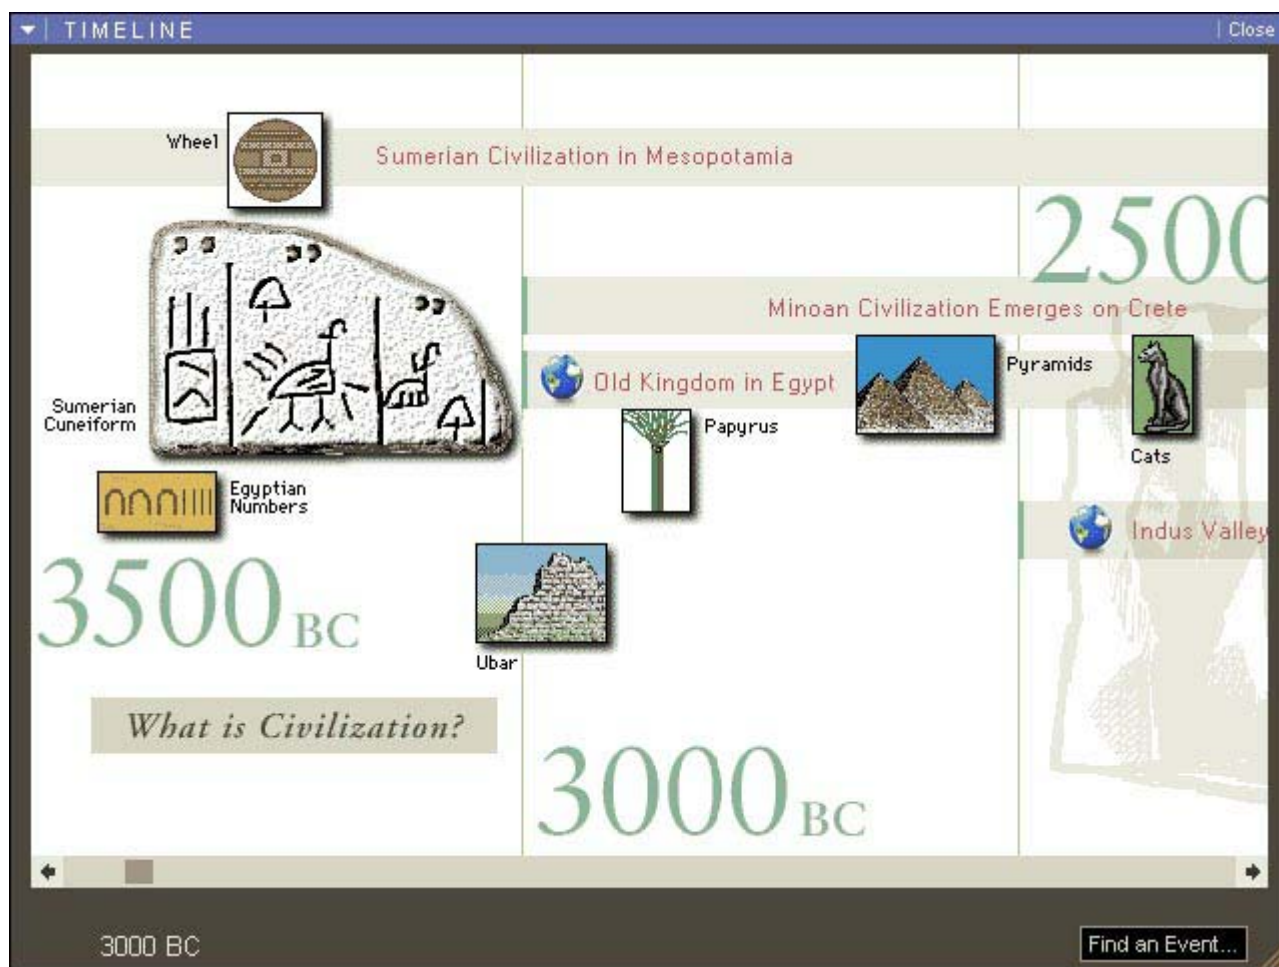 TIMELINE
Close
Wheel
Sumerian Civilization in Mesopotamia
2500
Minoan Civilization Emerges on Crete
Old Kingdom in Egypt
Pyramids
Cats
Sumerian
Cuneiform
Papyrus
Egyptian
Numbers
Indus Valley
3500 BC
Ubar
What is Civilization?
3000 BC
3000 BC
Find an Event...